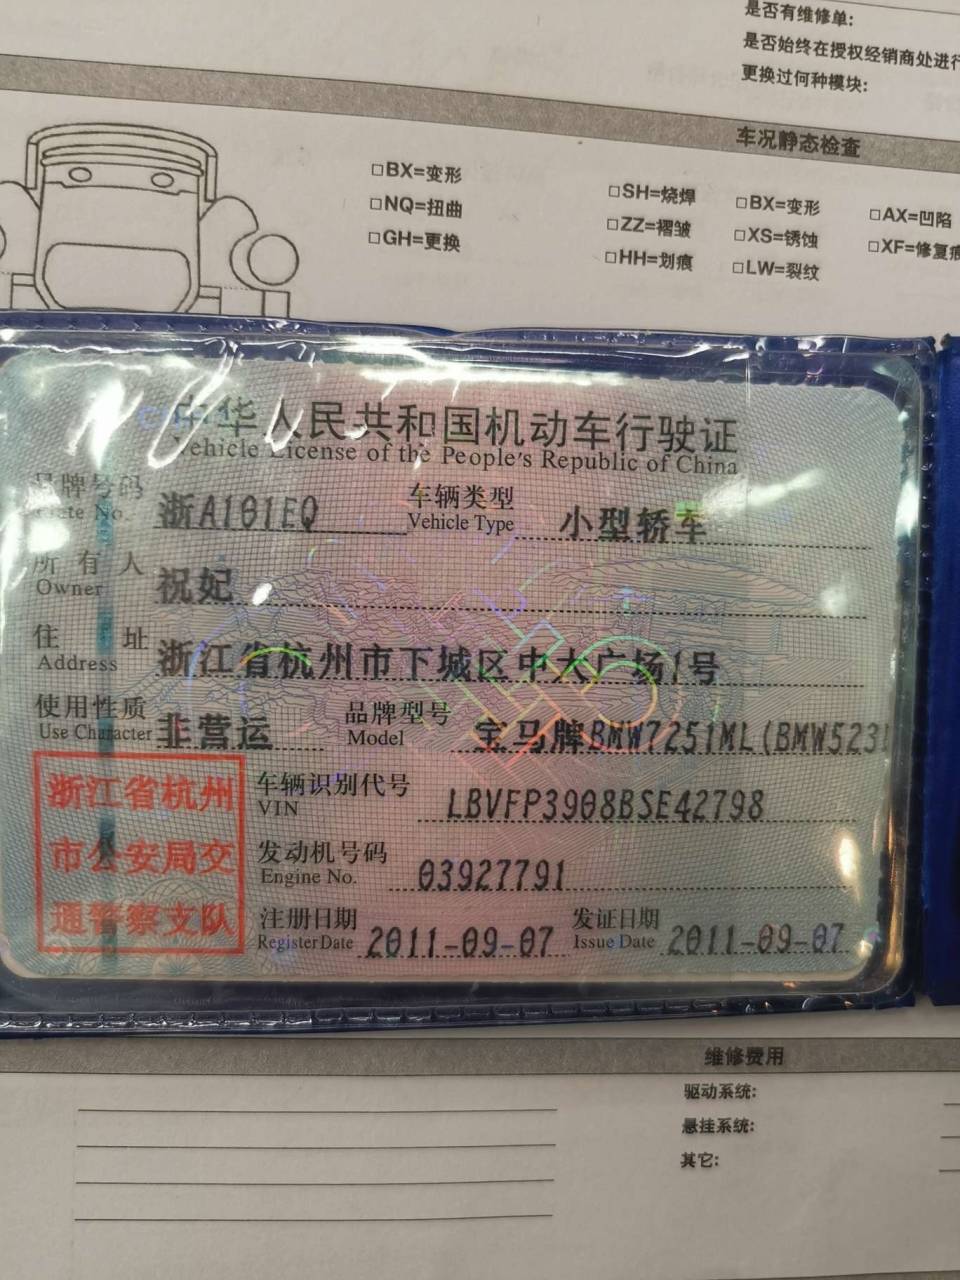 是否有维修单:
是否始终在授权经销商处进行
更换过何种模块:
车况静态检查
□BX=变形
□NQ=扭曲
□GH=更换
□SH=烧焊 □BX=变形 □AX=凹陷
□ZZ=褶皱 □XS=锈蚀 □XF=修复痕
□HH=划痕 □LW=裂纹
中华人民共和国机动车行驶证
Vehicle License of the People's Republic of China
号码 浙A101EQ 车辆类型 小型轿车
Plate No. Vehicle Type
所有人 祝妃
Owner
住址 浙江省杭州市下城区中大广场1号
Address
使用性质 非营运 品牌型号 宝马牌BMW7251ML(BMW523
Use Character Model
浙江省杭州
市公安局交
通警察支队
车辆识别代号 LBVFP3908BSE42798
VIN
发动机号码 03927791
Engine No.
注册日期 2011-09-07 发证日期 2011-09-07
Register Date Issue Date
维修费用
驱动系统:
悬挂系统:
其它: